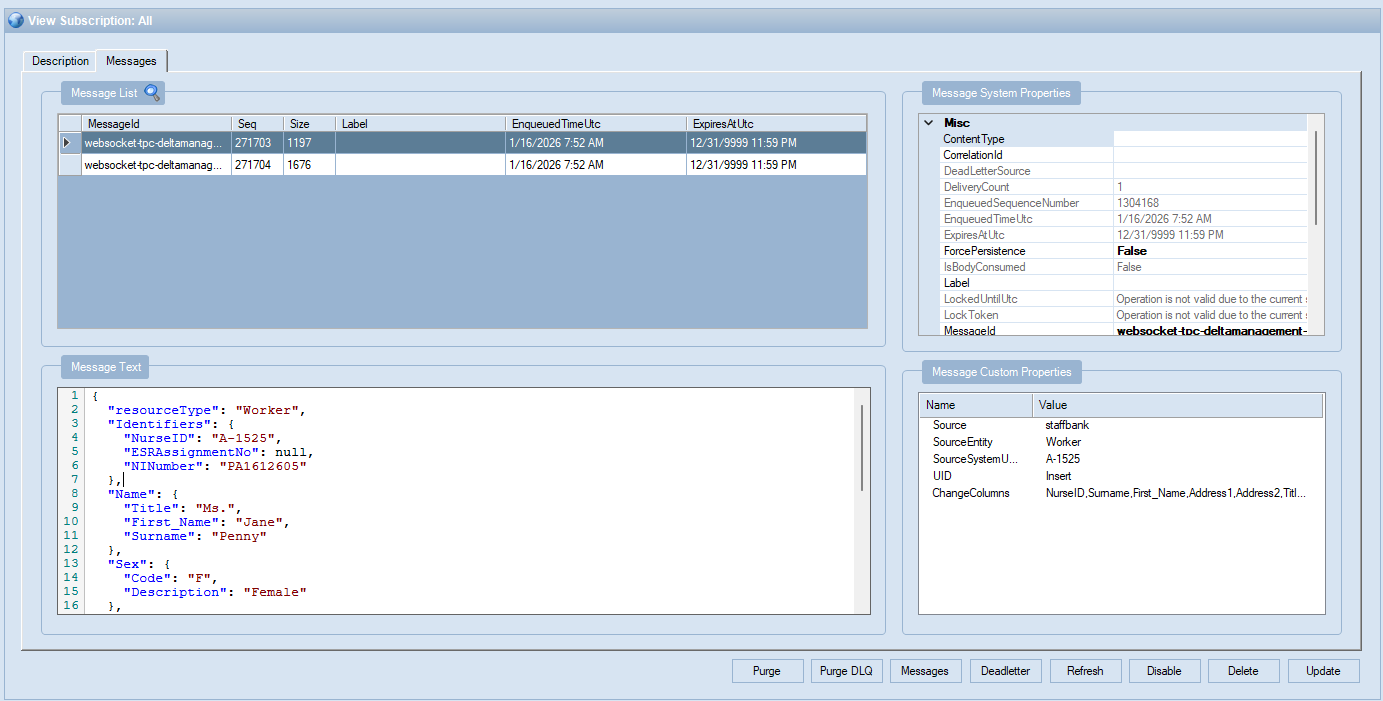 View Subscription: All
Description Messages
Message List
MessageId Seq Size Label EnqueuedTimeUtc ExpiresAtUtc
websocket-tpc-deltamanag... 271703 1197 1/16/2026 7:52 AM 12/31/9999 11:59 PM
websocket-tpc-deltamanag... 271704 1676 1/16/2026 7:52 AM 12/31/9999 11:59 PM
Message System Properties
Misc
ContentType
CorrelationId
DeadLetterSource
DeliveryCount 1
EnqueuedSequenceNumber 1304168
EnqueuedTimeUtc 1/16/2026 7:52 AM
ExpiresAtUtc 12/31/9999 11:59 PM
ForcePersistence False
IsBodyConsumed False
Label
LockedUntilUtc Operation is not valid due to the current
LockToken Operation is not valid due to the current
MessageId websocket-tpc-deltamanagement-
Message Text
1 {
2 "resourceType": "Worker",
3 "Identifiers": {
4 "NurseID": "A-1525",
5 "ESRAssignmentNo": null,
6 "NINumber": "PA1612605"
7 },
8 "Name": {
9 "Title": "Ms.",
10 "First_Name": "Jane",
11 "Surname": "Penny"
12 },
13 "Sex": {
14 "Code": "F",
15 "Description": "Female"
16 },
Message Custom Properties
Name Value
Source staffbank
SourceEntity Worker
SourceSystemU... A-1525
UID Insert
ChangeColumns NurseID,Surname,First_Name,Address1,Address2,Titl...
Purge Purge DLQ Messages Deadletter Refresh Disable Delete Update